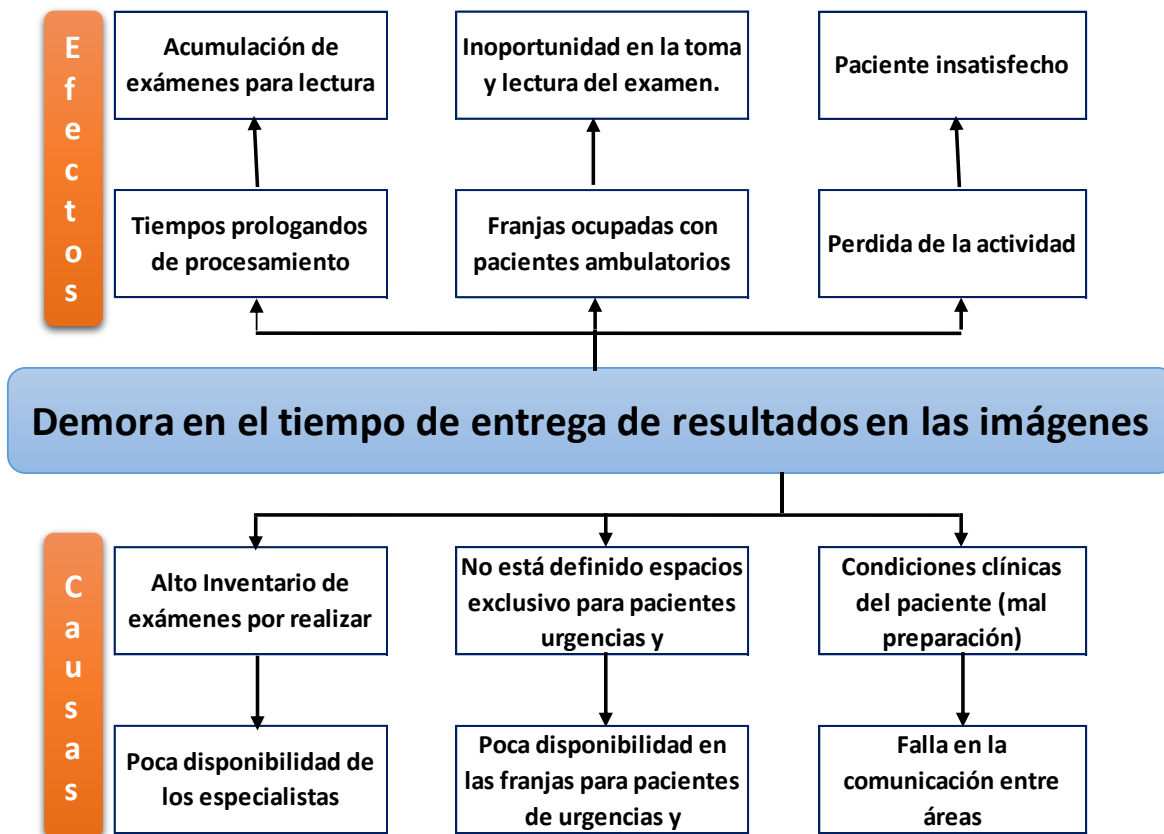 Efectos
Acumulación de
exámenes para lectura
Inoportunidad en la toma
y lectura del examen.
Paciente insatisfecho
Tiempos prologandos
de procesamiento
Franjas ocupadas con
pacientes ambulatorios
Perdida de la actividad
Demora en el tiempo de entrega de resultados en las imágenes
Causas
Alto Inventario de
exámenes por realizar
No está definido espacios
exclusivo para pacientes
urgencias y
Condiciones clínicas
del paciente (mal
preparación)
Poca disponibilidad de
los especialistas
Poca disponibilidad en
las franjas para pacientes
de urgencias y
Falla en la
comunicación entre
áreas